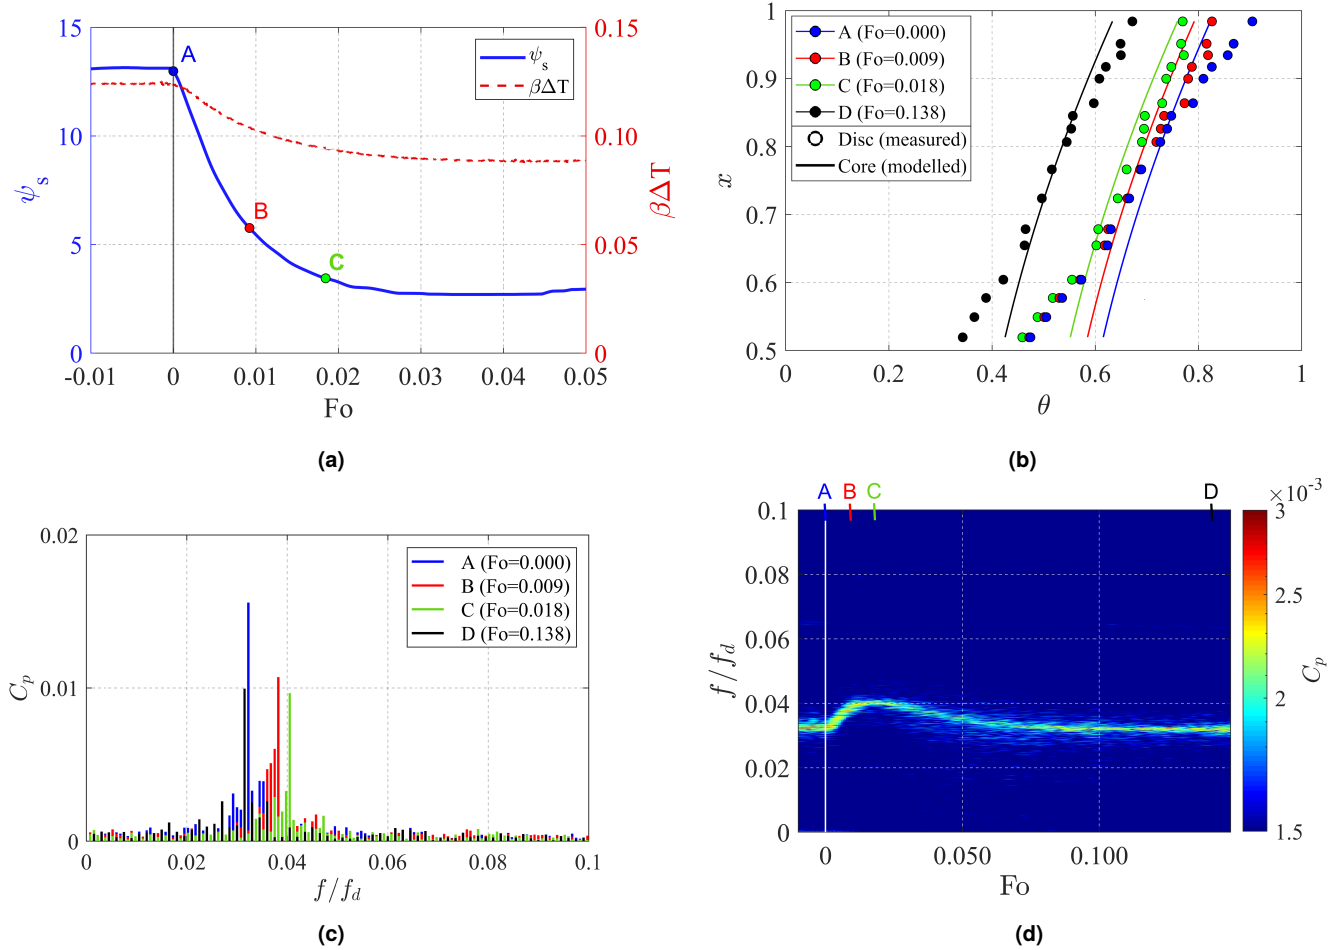 15
10
5
0
ψs
A
B
C
ψs
βΔT
0.15
0.10
0.05
0
βΔT
-0.01
0
0.01
0.02
0.03
0.04
0.05
Fo
(a)
1
0.9
0.8
0.7
0.6
0.5
x
A (Fo=0.000)
B (Fo=0.009)
C (Fo=0.018)
D (Fo=0.138)
Disc (measured)
Core (modelled)
0
0.2
0.4
0.6
0.8
1
θ
(b)
0.02
0.01
0
Cp
A (Fo=0.000)
B (Fo=0.009)
C (Fo=0.018)
D (Fo=0.138)
0
0.02
0.04
0.06
0.08
0.1
f/fd
(c)
A
B
C
D
0.1
0.08
0.06
0.04
0.02
0
f/fd
0
0.050
0.100
Fo
×10⁻³
3
2.5
2
1.5
Cp
(d)